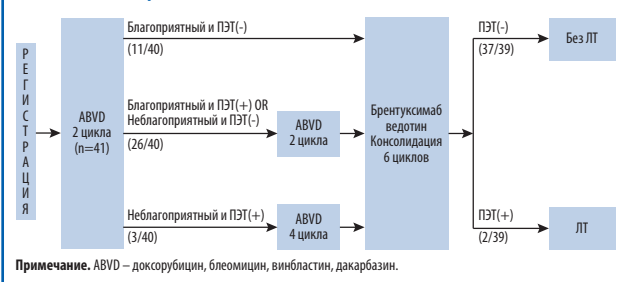 РЕГИСТРАЦИЯ
ABVD
2 цикла
(n=41)
Благоприятный и ПЭТ(-)
(11/40)
Благоприятный и ПЭТ(+) OR
Неблагоприятный и ПЭТ(-)
(26/40)
ABVD
2 цикла
Неблагоприятный и ПЭТ(+)
(3/40)
ABVD
4 цикла
Брентуксимаб
ведотин
Консолидация
6 циклов
ПЭТ(-)
(37/39)
Без ЛТ
ПЭТ(+)
(2/39)
ЛТ
Примечание. ABVD – доксорубицин, блеомицин, винбластин, дакарбазин.